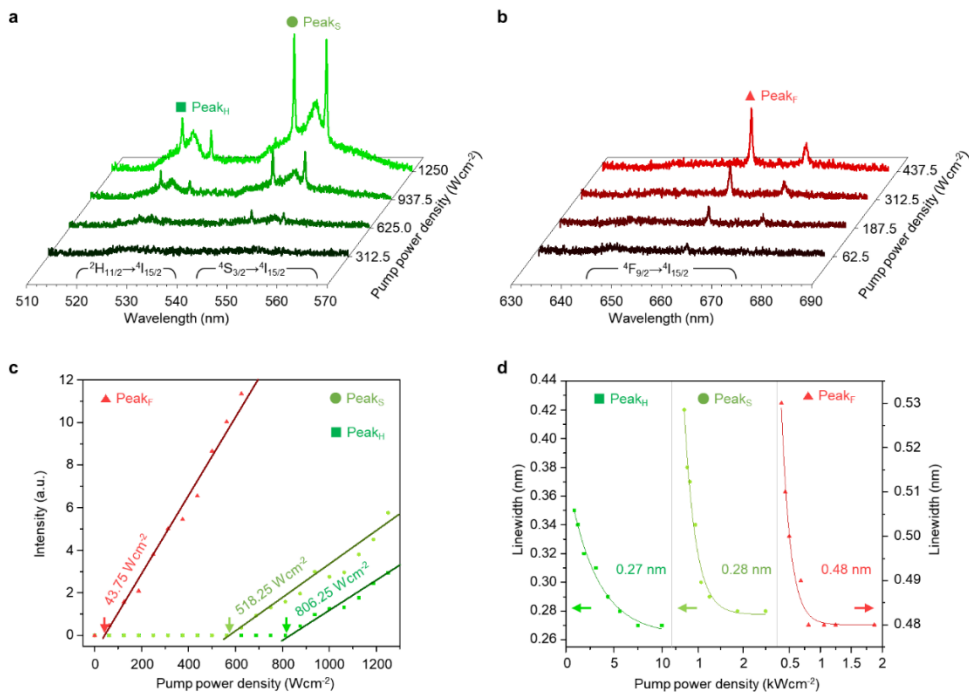 a
Peak_S
Peak_H
1250
937.5
625.0
312.5
Pump power density (Wcm⁻²)
²H₁₁/₂→⁴I₁₅/₂
⁴S₃/₂→⁴I₁₅/₂
510 520 530 540 550 560 570
Wavelength (nm)
b
Peak_F
437.5
312.5
187.5
62.5
Pump power density (Wcm⁻²)
⁴F₉/₂→⁴I₁₅/₂
630 640 650 660 670 680 690
Wavelength (nm)
c
12
10
8
6
4
2
0
Intensity (a.u.)
Peak_F
Peak_S
Peak_H
43.75 Wcm⁻²
518.25 Wcm⁻²
806.25 Wcm⁻²
0 200 400 600 800 1000 1200
Pump power density (Wcm⁻²)
d
0.44
0.42
0.40
0.38
0.36
0.34
0.32
0.30
0.28
0.26
Linewidth (nm)
Peak_H
Peak_S
Peak_F
0.27 nm
0.28 nm
0.48 nm
0.53
0.52
0.51
0.50
0.49
0.48
Linewidth (nm)
0 5 10 1 2 0.5 1 1.5 2
Pump power density (kWcm⁻²)